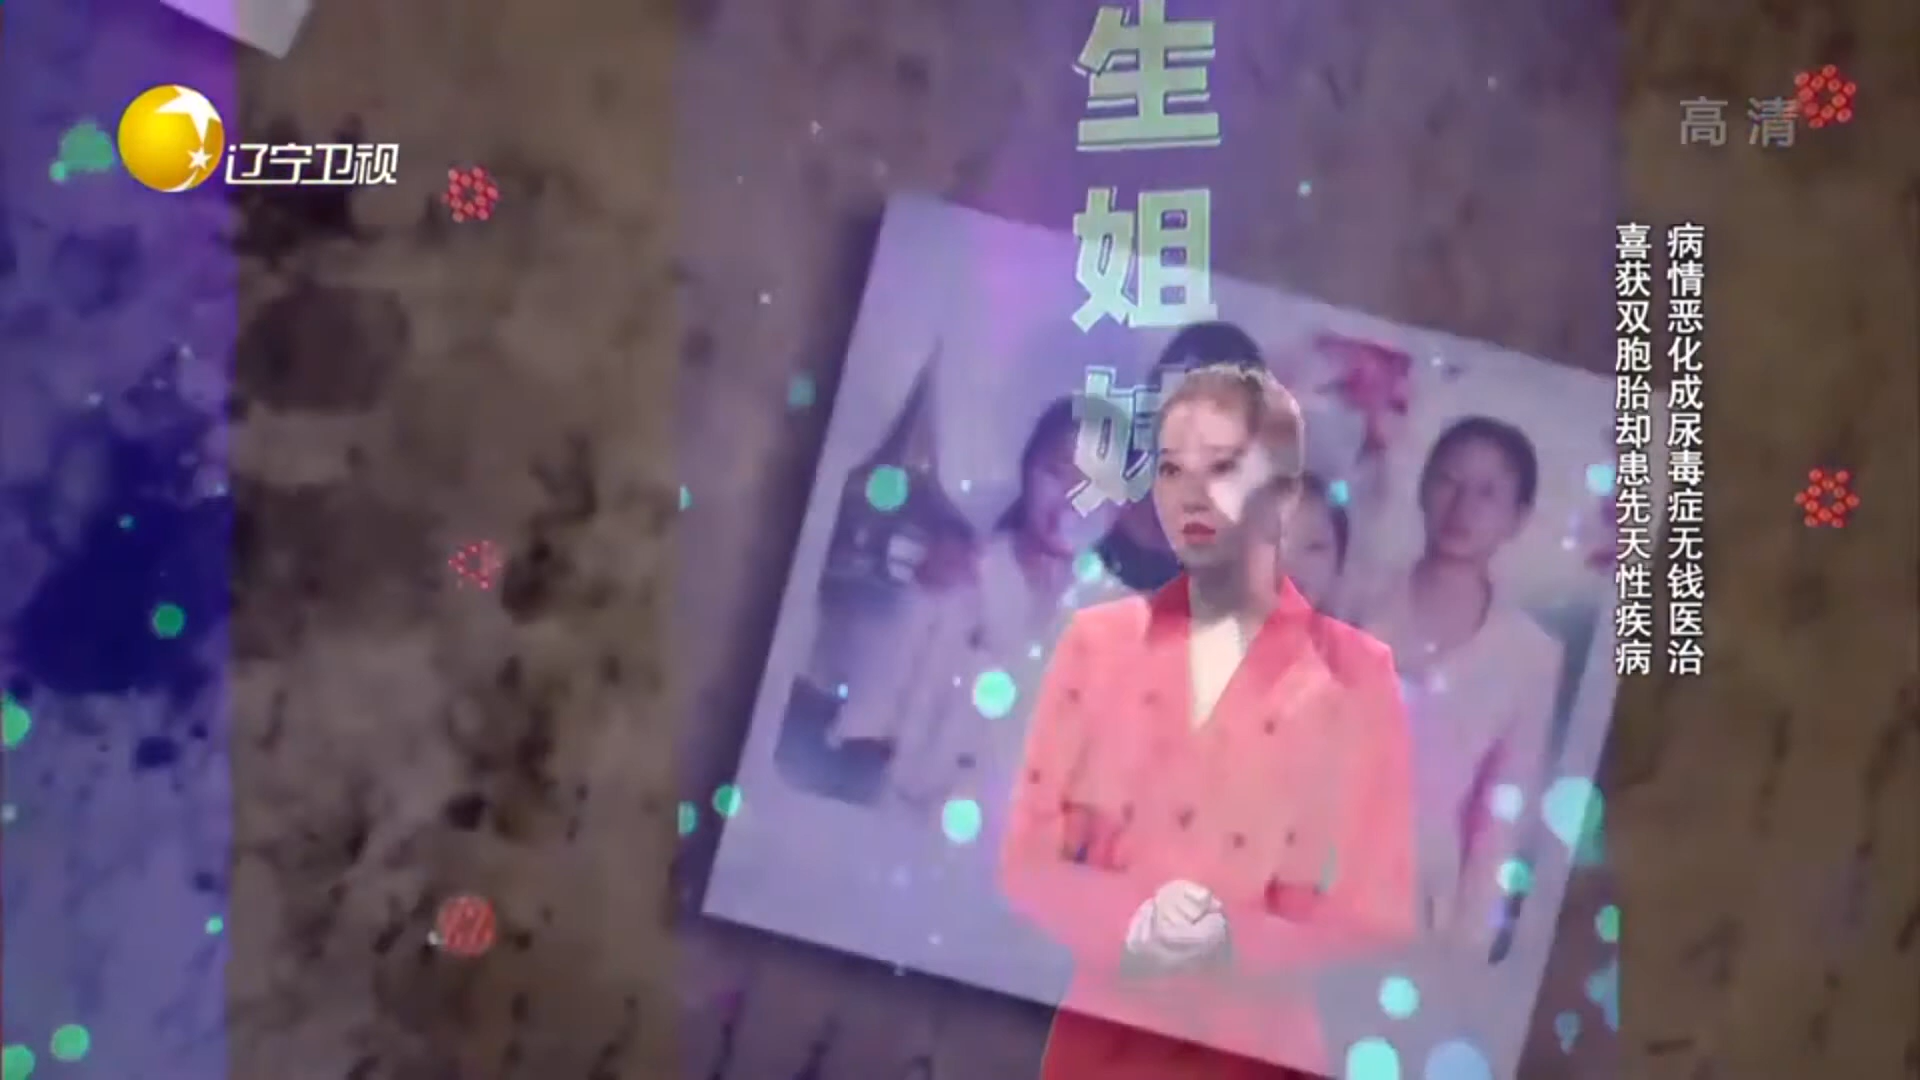 辽宁卫视
高清
生姐妹
病情恶化成尿毒症无钱医治
喜获双胞胎却患先天性疾病